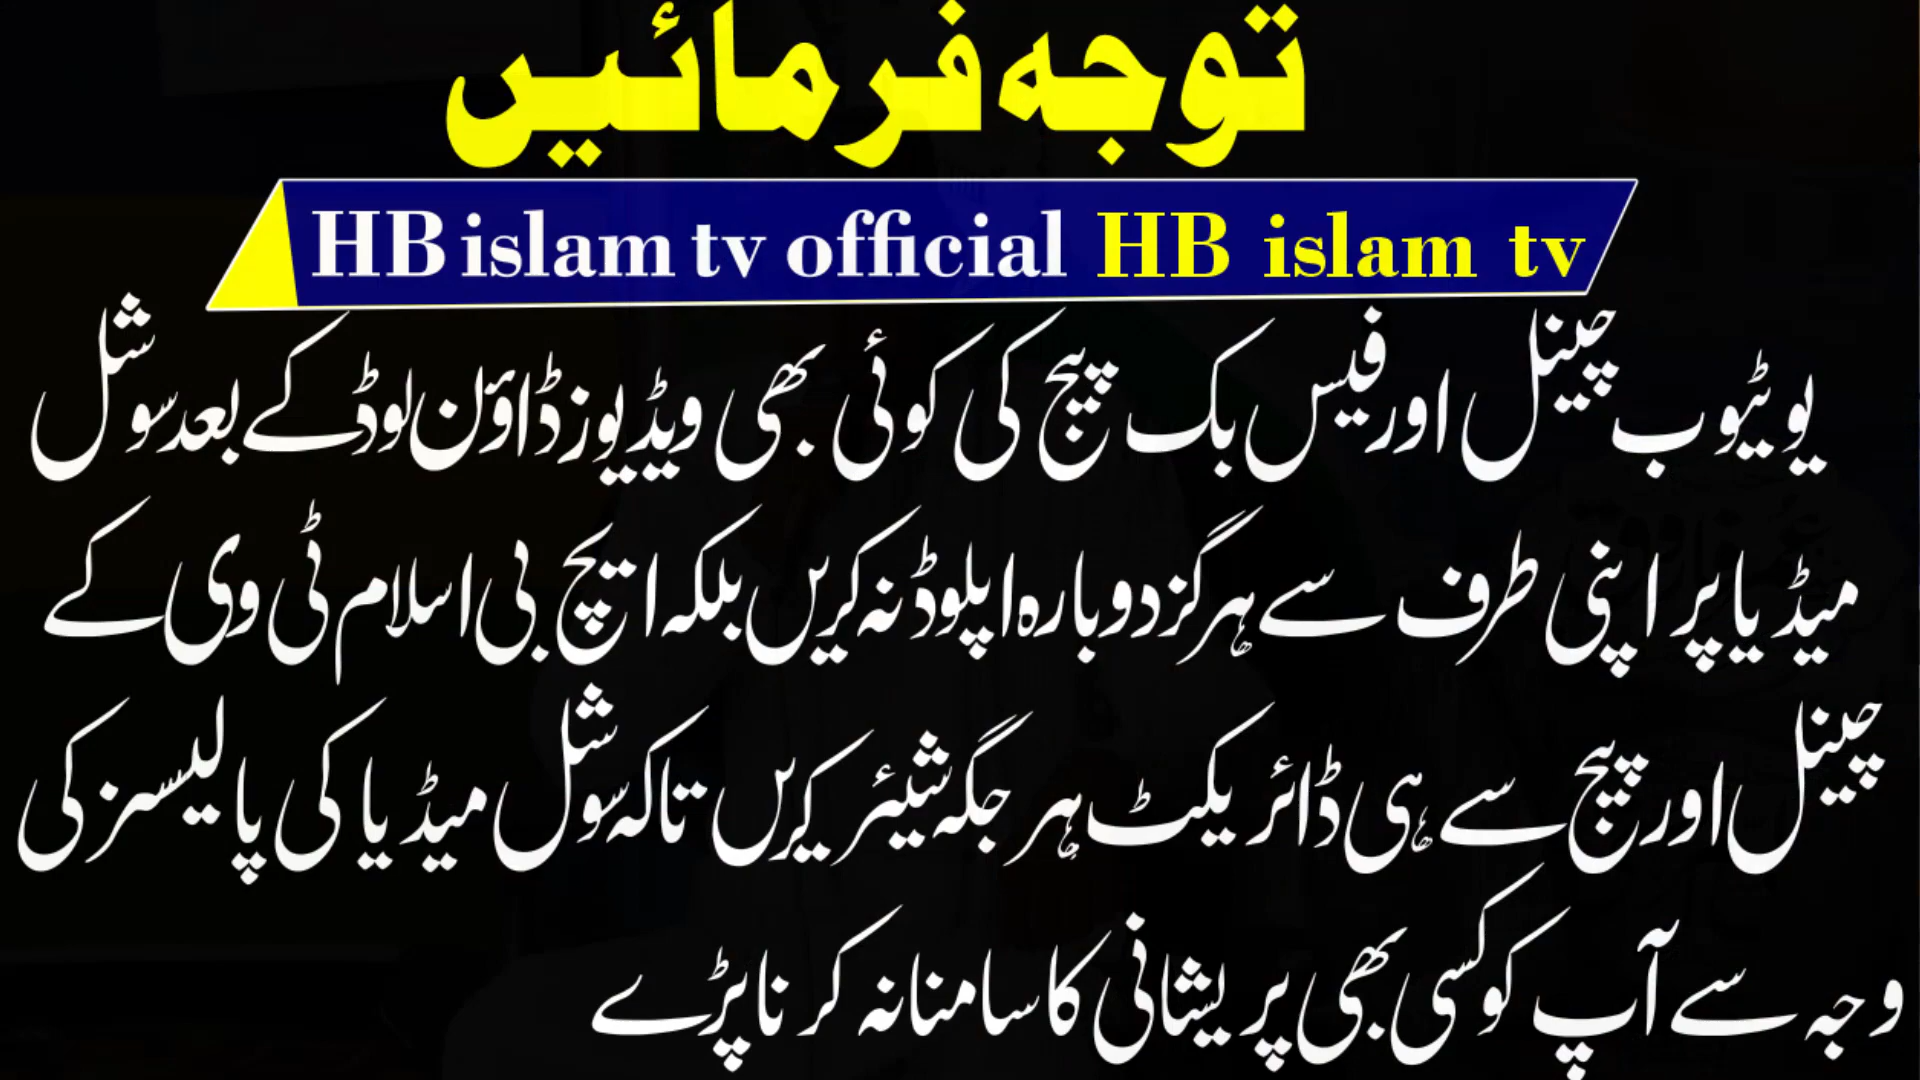 توجہ فرمائیں
HB islam tv official HB islam tv
یوٹیوب چینل اور فیس بک پیج کی کوئی بھی ویڈیوز ڈاؤن لوڈ کے بعد سوشل
میڈیا پر اپنی طرف سے ہرگز دوبارہ اپلوڈ نہ کریں بلکہ ایچ بی اسلام ٹی وی کے
چینل اور پیج سے ہی ڈائریکٹ ہر جگہ شیئر کریں تاکہ سوشل میڈیا کی پالیسز کی
وجہ سے آپ کو کسی بھی پریشانی کا سامنا نہ کرنا پڑے